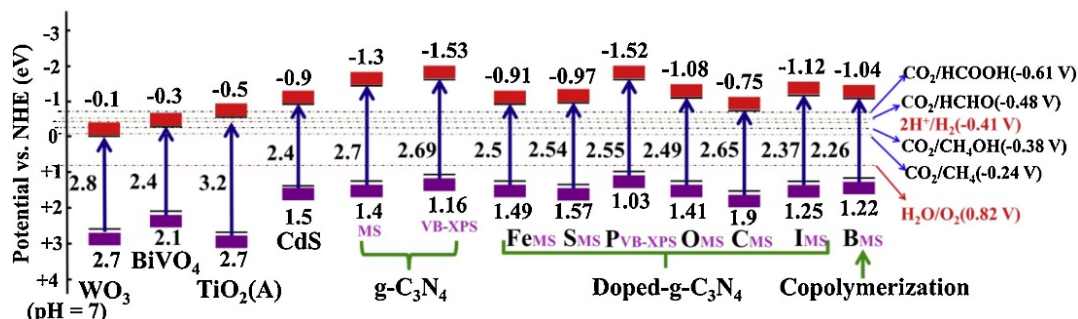 Potential vs. NHE (eV)
-3
-2
-1
0
+1
+2
+3
+4
(pH = 7)
-0.1
2.8
2.7
WO₃
-0.3
2.4
2.1
BiVO₄
-0.5
3.2
2.7
TiO₂(A)
-0.9
2.4
1.5
CdS
-1.3
2.7
1.4
MS
-1.53
2.69
1.16
VB-XPS
g-C₃N₄
-0.91
2.5
1.49
FeMS
-0.97
2.54
1.57
SMS
-1.52
2.55
1.03
PVB-XPS
-1.08
2.49
1.41
OMS
-0.75
2.65
1.9
CMS
-1.12
2.37
1.25
IMS
Doped-g-C₃N₄
-1.04
2.26
1.22
BMS
Copolymerization
CO₂/HCOOH(-0.61 V)
CO₂/HCHO(-0.48 V)
2H⁺/H₂(-0.41 V)
CO₂/CH₄OH(-0.38 V)
CO₂/CH₄(-0.24 V)
H₂O/O₂(0.82 V)